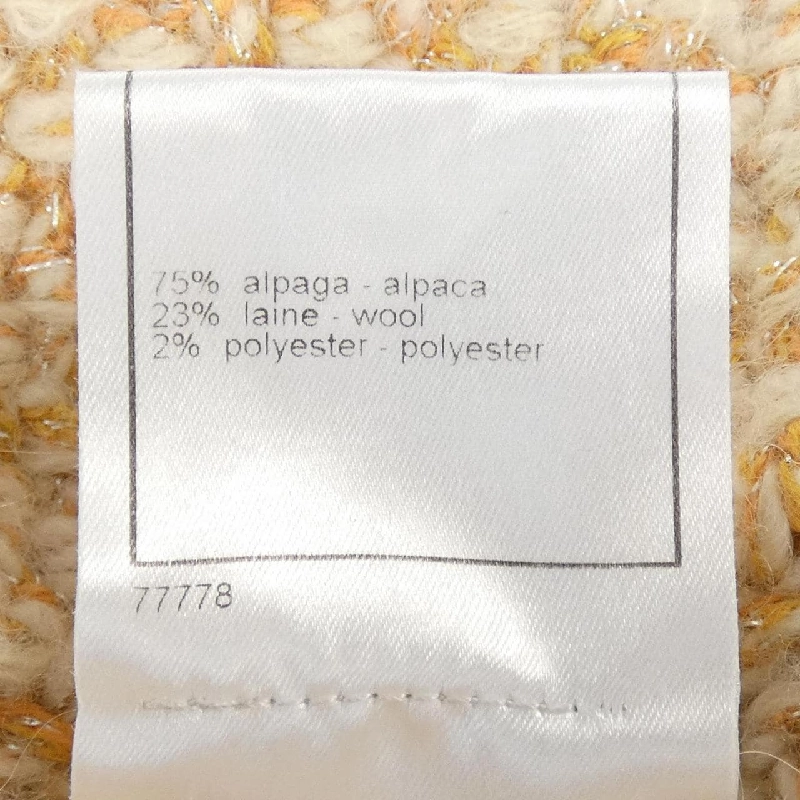 75% alpaga - alpaca
23% laine - wool
2% polyester - polyester
77778